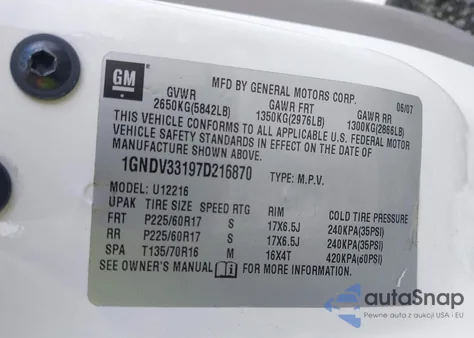 GM
MFD BY GENERAL MOTORS CORP. 06/07
GVWR GAWR FRT GAWR RR
2650KG(5842LB) 1350KG(2976LB) 1300KG(2866LB)
THIS VEHICLE CONFORMS TO ALL APPLICABLE U.S. FEDERAL MOTOR
VEHICLE SAFETY STANDARDS IN EFFECT ON THE DATE OF
MANUFACTURE SHOWN ABOVE.
1GNDV33197D216870 TYPE: M.P.V.
MODEL: U12216
UPAK TIRE SIZE SPEED RTG RIM COLD TIRE PRESSURE
FRT P225/60R17 S 17X6.5J 240KPA(35PSI)
RR P225/60R17 S 17X6.5J 240KPA(35PSI)
SPA T135/70R16 M 16X4T 420KPA(60PSI)
SEE OWNER'S MANUAL FOR MORE INFORMATION.
autaSnap
Pewne auta z aukcji USA i EU